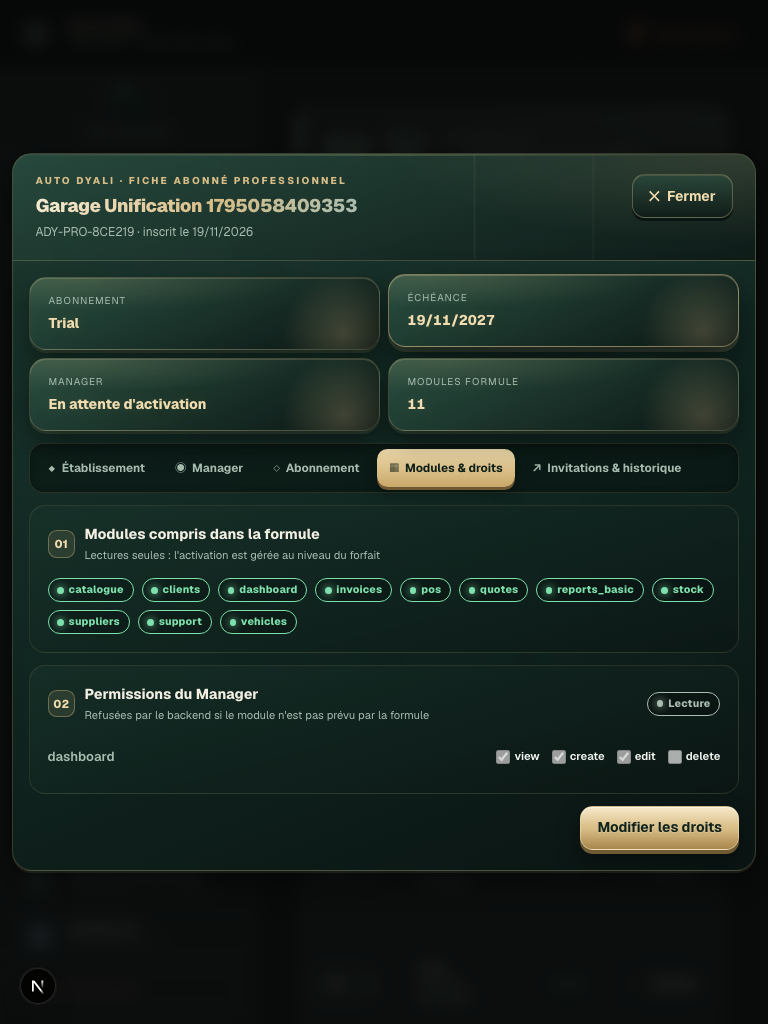 AUTO DYALI · FICHE ABONNÉ PROFESSIONNEL
Garage Unification 1795058409353
ADY-PRO-8CE219 · inscrit le 19/11/2026
Fermer
ABONNEMENT
Trial
ÉCHÉANCE
19/11/2027
MANAGER
En attente d'activation
MODULES FORMULE
11
Établissement
Manager
Abonnement
Modules & droits
Invitations & historique
01
Modules compris dans la formule
Lectures seules : l'activation est gérée au niveau du forfait
catalogue clients dashboard invoices pos quotes reports_basic stock
suppliers support vehicles
02
Permissions du Manager
Refusées par le backend si le module n'est pas prévu par la formule
Lecture
dashboard
view create edit delete
Modifier les droits
N